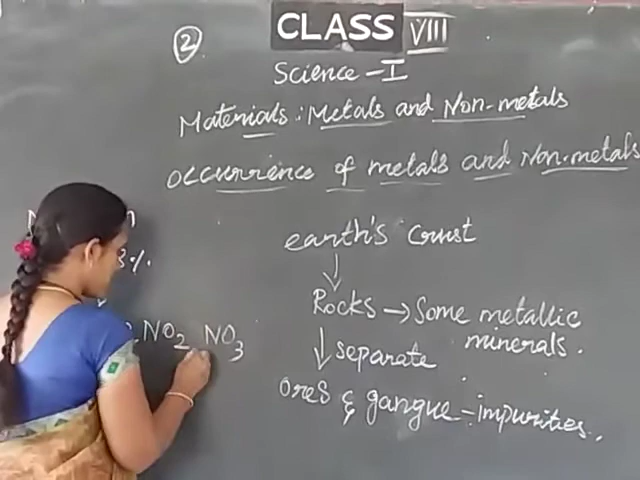 2
CLASS VIII
Science - I
Materials : Metals and Non-metals
Occurrence of metals and Non-metals
earth's Crust
↓
Rocks → Some metallic
minerals.
↓ separate
Ores & gangue - impurities.
3%
NO2 NO3